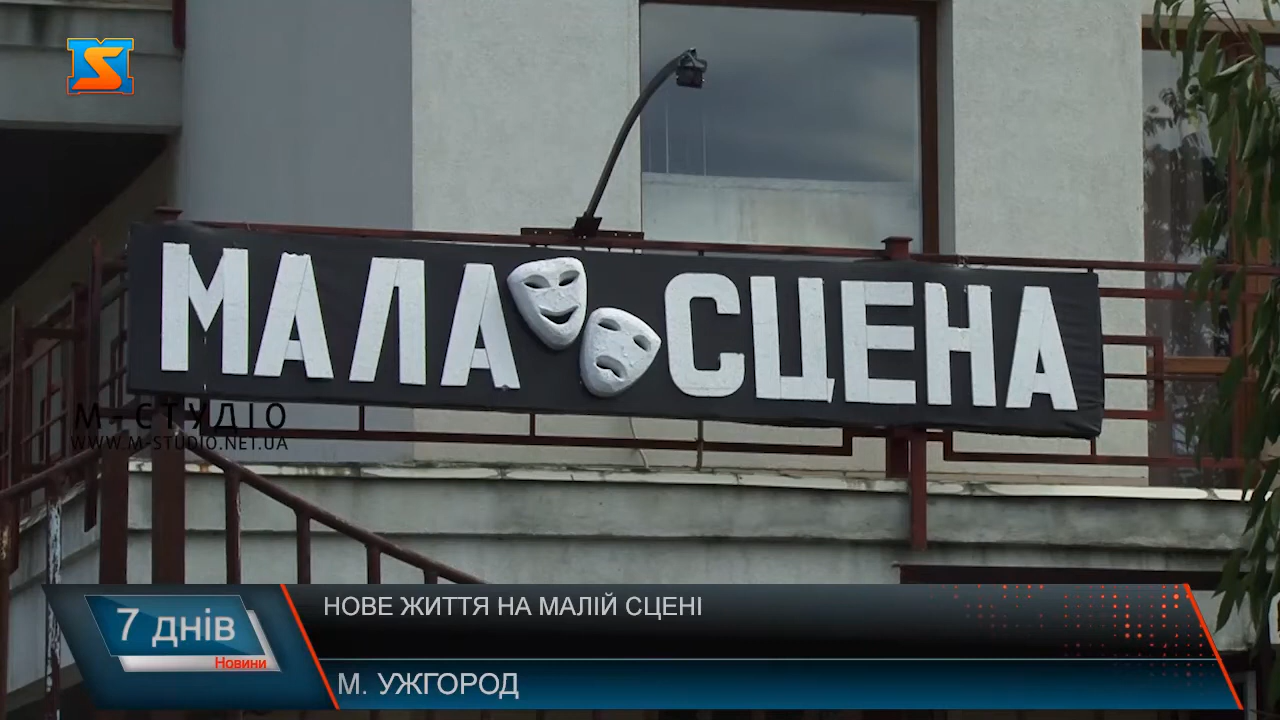 МАЛА СЦЕНА
М-СТУДІО
WWW.M-STUDIO.NET.UA
7 днів
Новини
НОВЕ ЖИТТЯ НА МАЛІЙ СЦЕНІ
М. УЖГОРОД